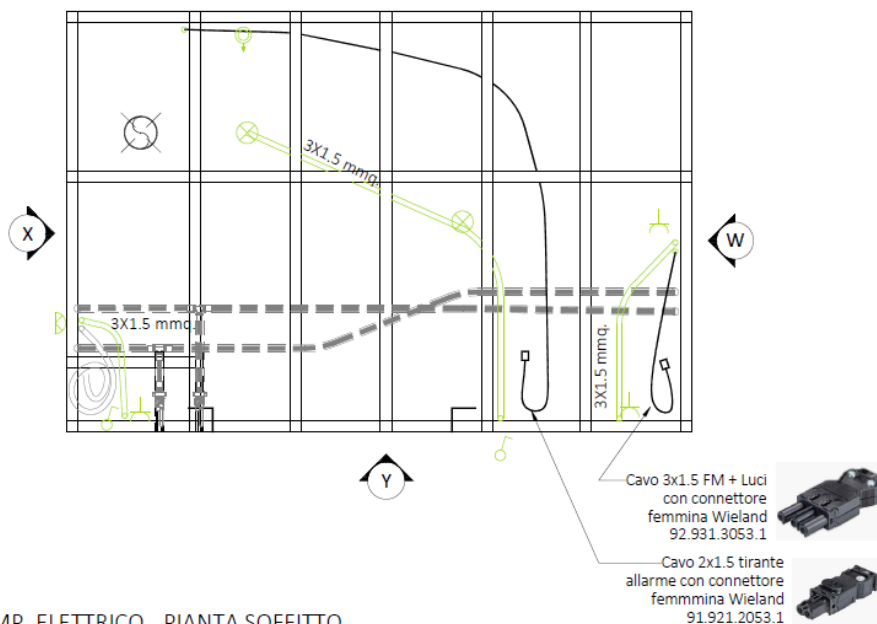 3X1.5 mmq.
X
W
3X1.5 mmq.
3X1.5 mmq.
Y
Cavo 3x1.5 FM + Luci
con connettore
femmina Wieland
92.931.3053.1
Cavo 2x1.5 tirante
allarme con connettore
femmmina Wieland
91.921.2053.1
ELETTRICO PIANTA SOFFITTO